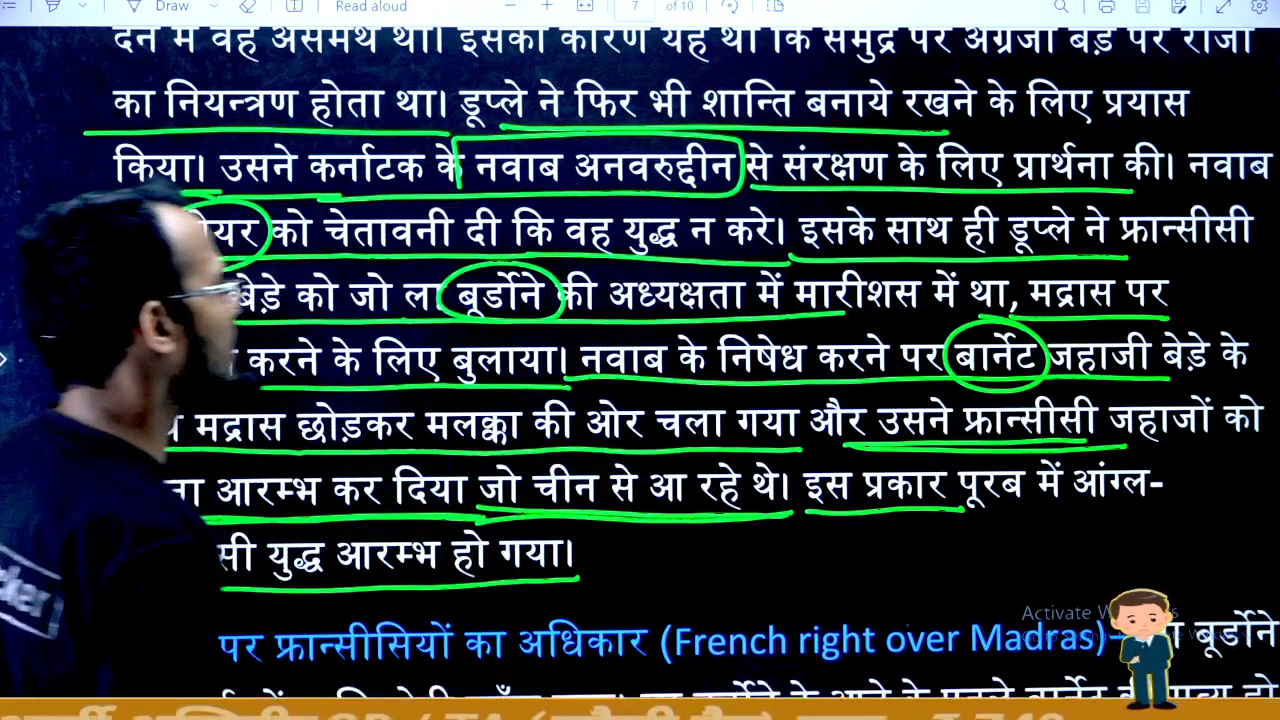 Draw
Read aloud
7 of 10
का नियन्त्रण होता था। डूप्ले ने फिर भी शान्ति बनाये रखने के लिए प्रयास
किया। उसने कर्नाटक के नवाब अनवरुद्दीन से संरक्षण के लिए प्रार्थना की। नवाब
को चेतावनी दी कि वह युद्ध न करे। इसके साथ ही डूप्ले ने फ्रान्सीसी
बेड़े को जो ला बूर्डोने की अध्यक्षता में मारीशस में था, मद्रास पर
करने के लिए बुलाया। नवाब के निषेध करने पर बार्नेट जहाजी बेड़े के
मद्रास छोड़कर मलक्का की ओर चला गया और उसने फ्रान्सीसी जहाजों को
आरम्भ कर दिया जो चीन से आ रहे थे। इस प्रकार पूरब में आंग्ल-
सी युद्ध आरम्भ हो गया।
पर फ्रान्सीसियों का अधिकार (French right over Madras) बूर्डोने